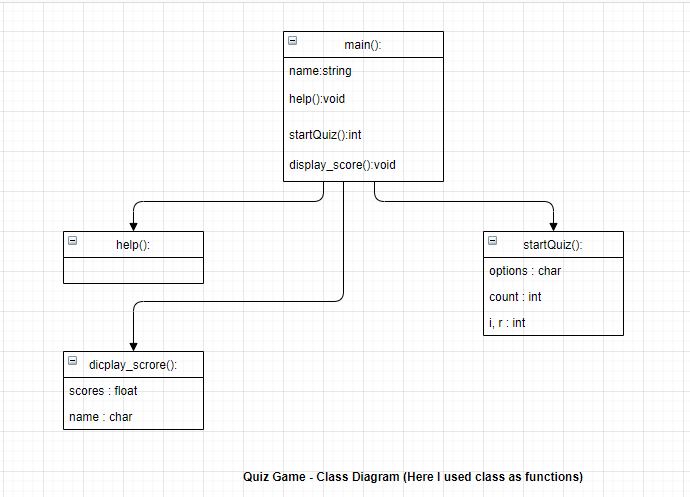 main():
name:string
help():void
startQuiz():int
display_score():void
help():
startQuiz():
options : char
count : int
i, r : int
dicplay_scrore():
scores : float
name : char
Quiz Game - Class Diagram (Here I used class as functions)